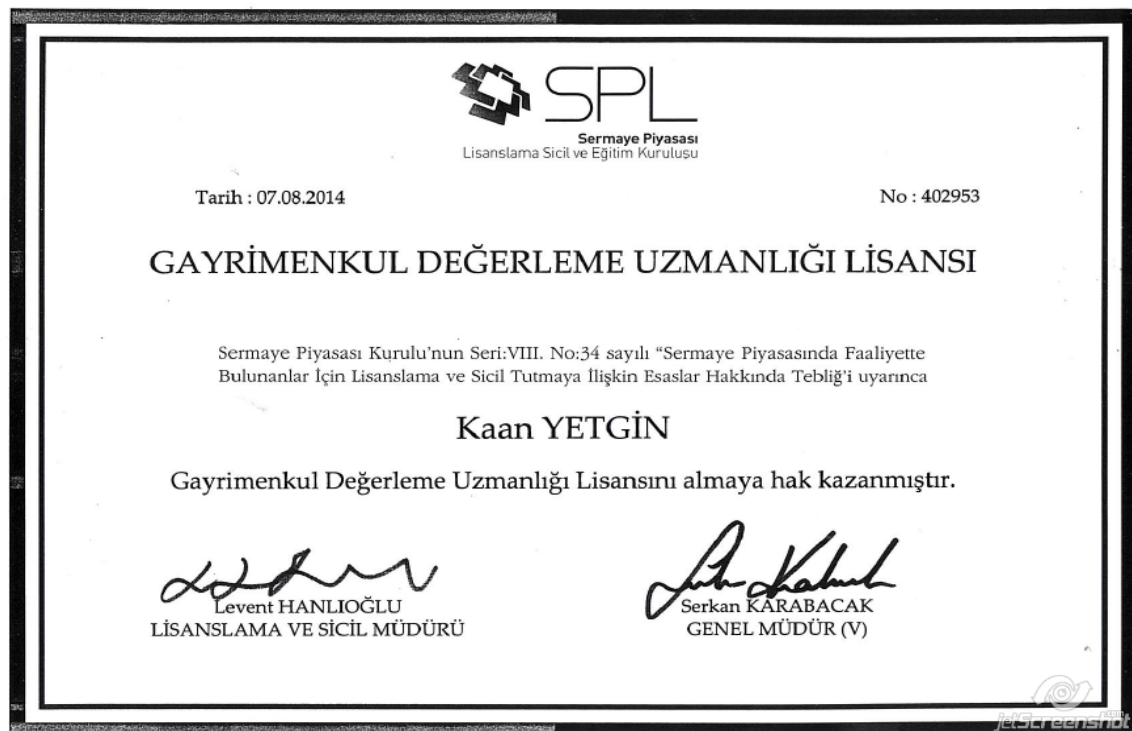 SPL
Sermaye Piyasası
Lisanslama Sicil ve Eğitim Kuruluşu
Tarih : 07.08.2014
No : 402953
GAYRİMENKUL DEĞERLEME UZMANLIĞI LİSANSI
Sermaye Piyasası Kurulu'nun Seri:VIII. No:34 sayılı "Sermaye Piyasasında Faaliyette
Bulunanlar İçin Lisanslama ve Sicil Tutmaya İlişkin Esaslar Hakkında Tebliğ'i uyarınca
Kaan YETGİN
Gayrimenkul Değerleme Uzmanlığı Lisansını almaya hak kazanmıştır.
Levent HANLIOĞLU
LİSANSLAMA VE SİCİL MÜDÜRÜ
Serkan KARABACAK
GENEL MÜDÜR (V)
jetScreenshot
.com